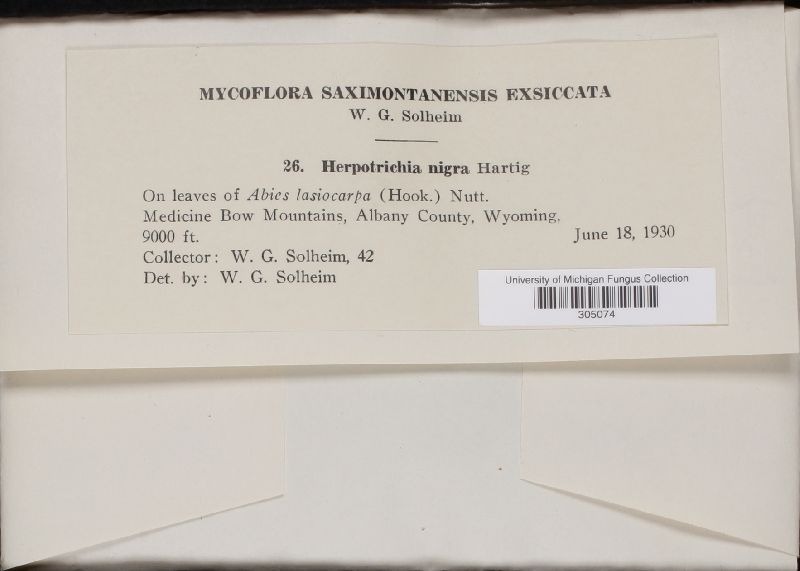 MYCOFLORA SAXIMONTANENSIS EXSICCATA
W. G. Solheim
26. Herpotrichia nigra Hartig
On leaves of Abies lasiocarpa (Hook.) Nutt.
Medicine Bow Mountains, Albany County, Wyoming,
9000 ft. June 18, 1930
Collector: W. G. Solheim, 42
Det. by: W. G. Solheim
University of Michigan Fungus Collection
305074